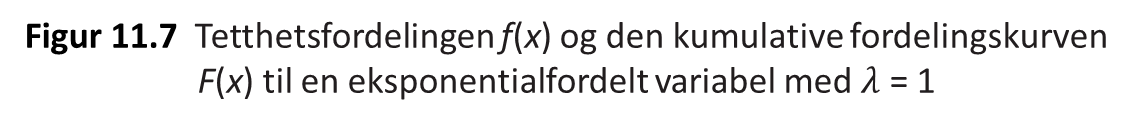 Figur 11.7 Tetthetsfordelingen f(x) og den kumulative fordelingskurven
F(x) til en eksponentialfordelt variabel med λ = 1